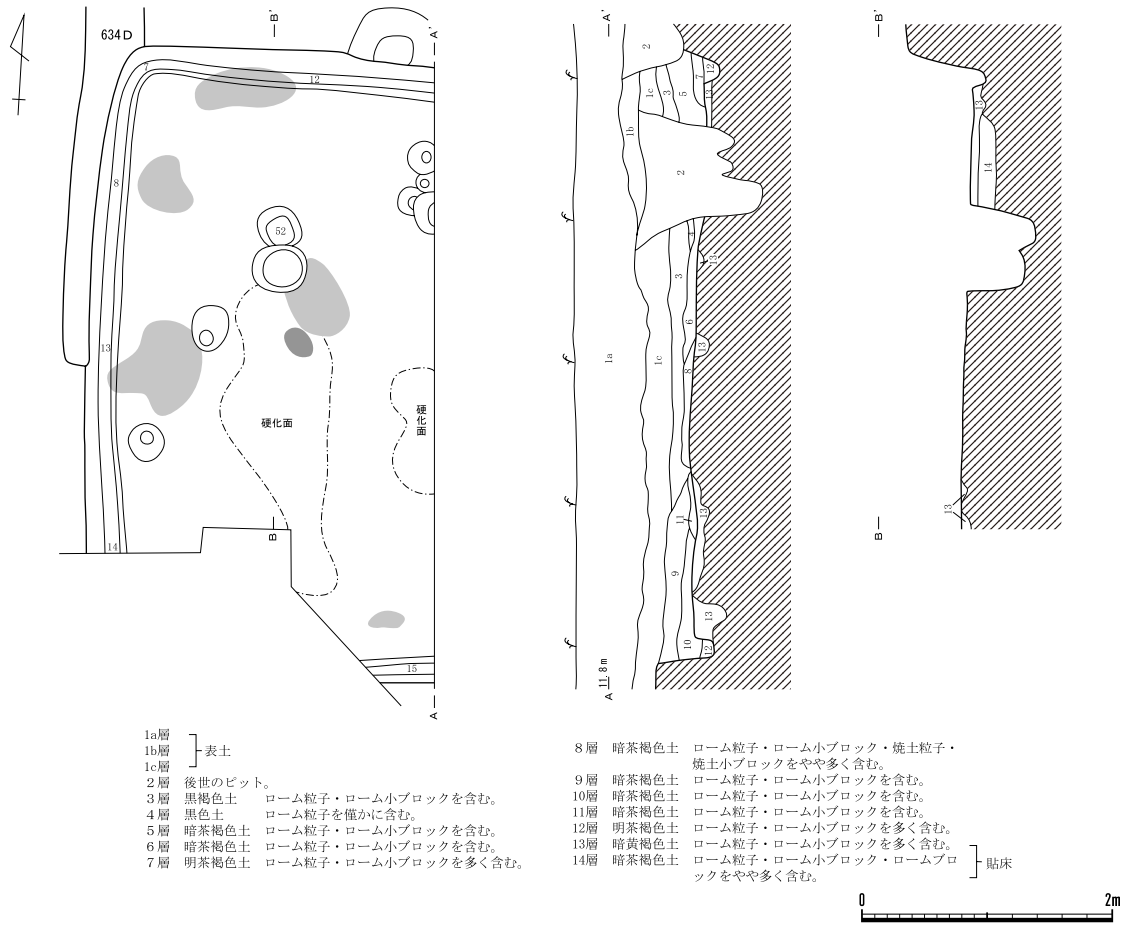 634D
B'
A'
7
12
8
52
13
硬化面
硬化面
B
14
15
A
A'
2
12
7
13
1c
3
5
1b
2
4
13
3
6
13
1a
1c
8
13
11
9
13
10
12
11.8m
A
B'
13
14
13
B
1a層
1b層 表土
1c層
2層 後世のピット。
3層 黒褐色土 ローム粒子・ローム小ブロックを含む。
4層 黒色土 ローム粒子を僅かに含む。
5層 暗茶褐色土 ローム粒子・ローム小ブロックを含む。
6層 暗茶褐色土 ローム粒子・ローム小ブロックを含む。
7層 明茶褐色土 ローム粒子・ローム小ブロックを多く含む。
8層 暗茶褐色土 ローム粒子・ローム小ブロック・焼土粒子・
焼土小ブロックをやや多く含む。
9層 暗茶褐色土 ローム粒子・ローム小ブロックを含む。
10層 暗茶褐色土 ローム粒子・ローム小ブロックを含む。
11層 暗茶褐色土 ローム粒子・ローム小ブロックを含む。
12層 明茶褐色土 ローム粒子・ローム小ブロックを多く含む。
13層 暗黄褐色土 ローム粒子・ローム小ブロックを多く含む。
14層 暗茶褐色土 ローム粒子・ローム小ブロック・ロームブロ
ックをやや多く含む。
貼床
0 2m